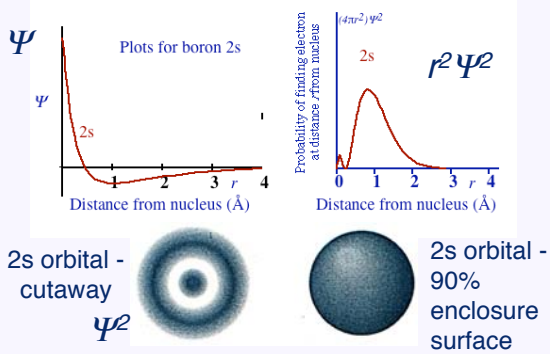 Ψ
Plots for boron 2s
Ψ
2s
1 2 r 3 4
Distance from nucleus (Å)
Probability of finding electron
at distance r from nucleus
(4πr²)Ψ²
2s
r²Ψ²
0 1 2 3 r 4
Distance from nucleus (Å)
2s orbital -
cutaway
Ψ²
2s orbital -
90%
enclosure
surface